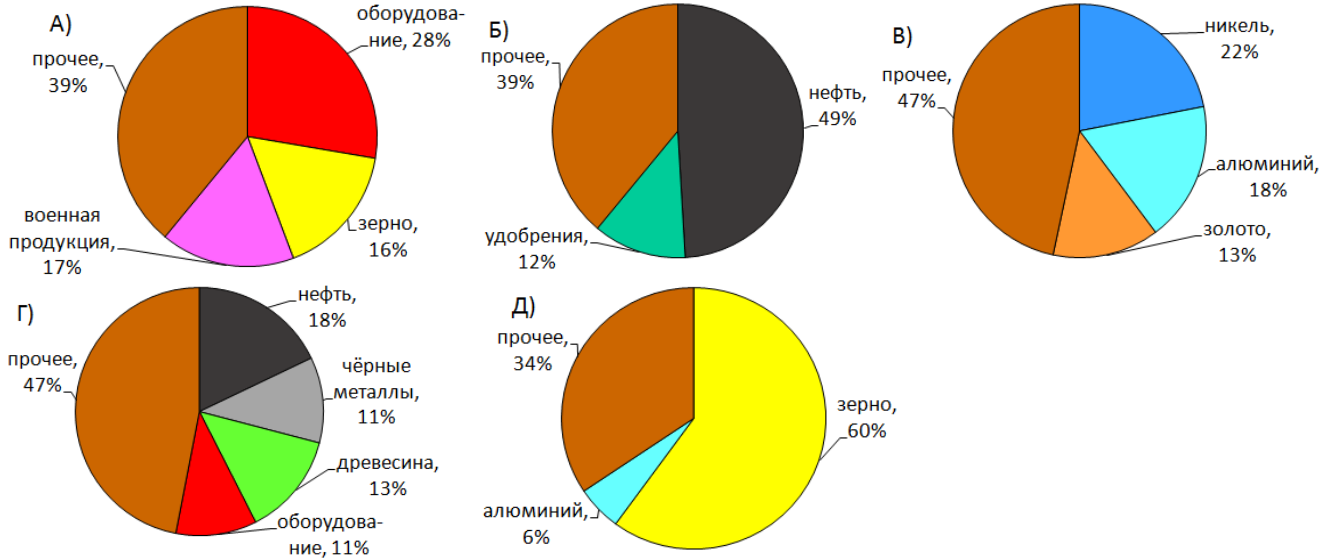 А)
оборудова-
ние, 28%
прочее,
39%
военная
продукция,
17%
зерно,
16%
Б)
прочее,
39%
нефть,
49%
удобрения,
12%
В)
никель,
22%
прочее,
47%
алюминий,
18%
золото,
13%
Г)
нефть,
18%
прочее,
47%
чёрные
металлы,
11%
древесина,
13%
оборудова-
ние, 11%
Д)
прочее,
34%
зерно,
60%
алюминий,
6%